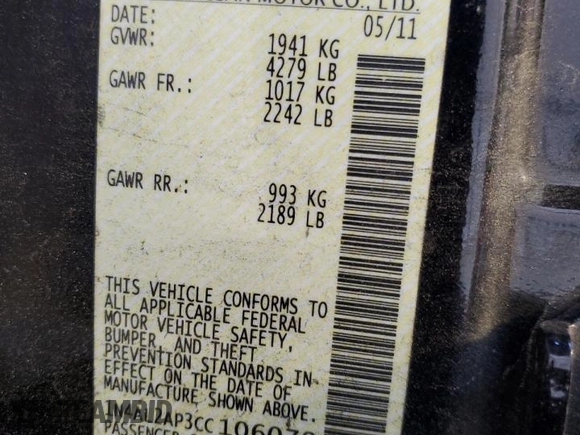 MOTOR CO., LTD.
DATE: 05/11
GVWR: 1941 KG
4279 LB
GAWR FR.: 1017 KG
2242 LB
GAWR RR.: 993 KG
2189 LB
THIS VEHICLE CONFORMS TO
ALL APPLICABLE FEDERAL
MOTOR VEHICLE SAFETY,
BUMPER, AND THEFT
PREVENTION STANDARDS IN
EFFECT ON THE DATE OF
MANUFACTURE SHOWN ABOVE.
PASSENGER